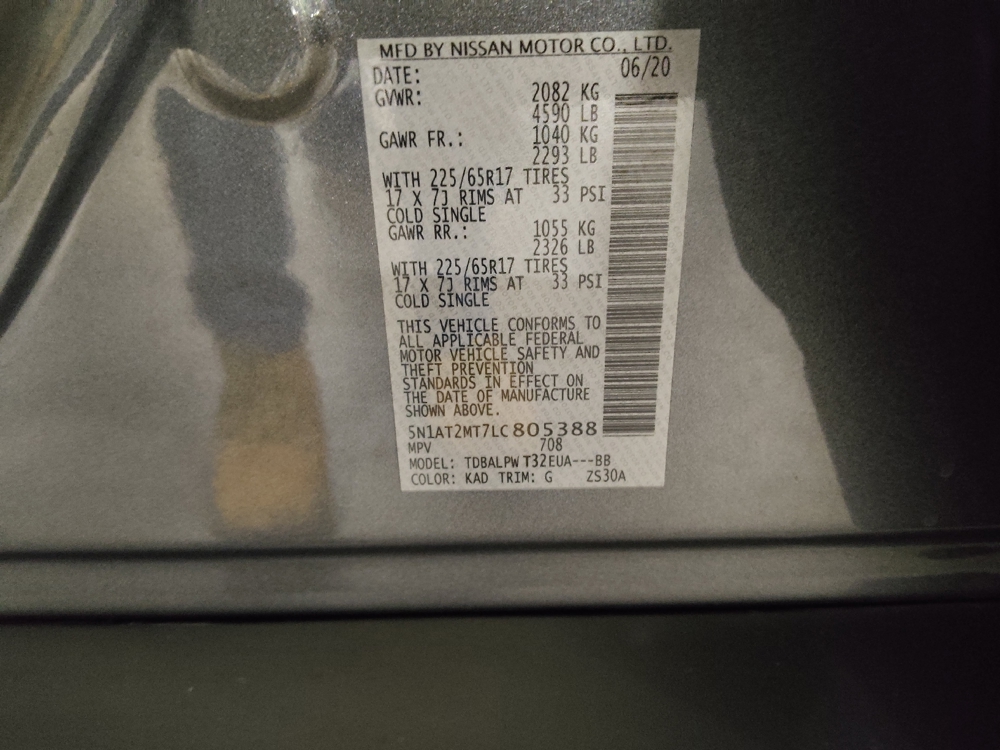 MFD BY NISSAN MOTOR CO., LTD.
DATE: 06/20
GVWR: 2082 KG
4590 LB
GAWR FR.: 1040 KG
2293 LB
WITH 225/65R17 TIRES
17 X 7J RIMS AT 33 PSI
COLD SINGLE
GAWR RR.: 1055 KG
2326 LB
WITH 225/65R17 TIRES
17 X 7J RIMS AT 33 PSI
COLD SINGLE
THIS VEHICLE CONFORMS TO
ALL APPLICABLE FEDERAL
MOTOR VEHICLE SAFETY AND
THEFT PREVENTION
STANDARDS IN EFFECT ON
THE DATE OF MANUFACTURE
SHOWN ABOVE.
5N1AT2MT7LC805388
MPV 708
MODEL: TDBALPWT32EUA---BB
COLOR: KAD TRIM: G ZS30A